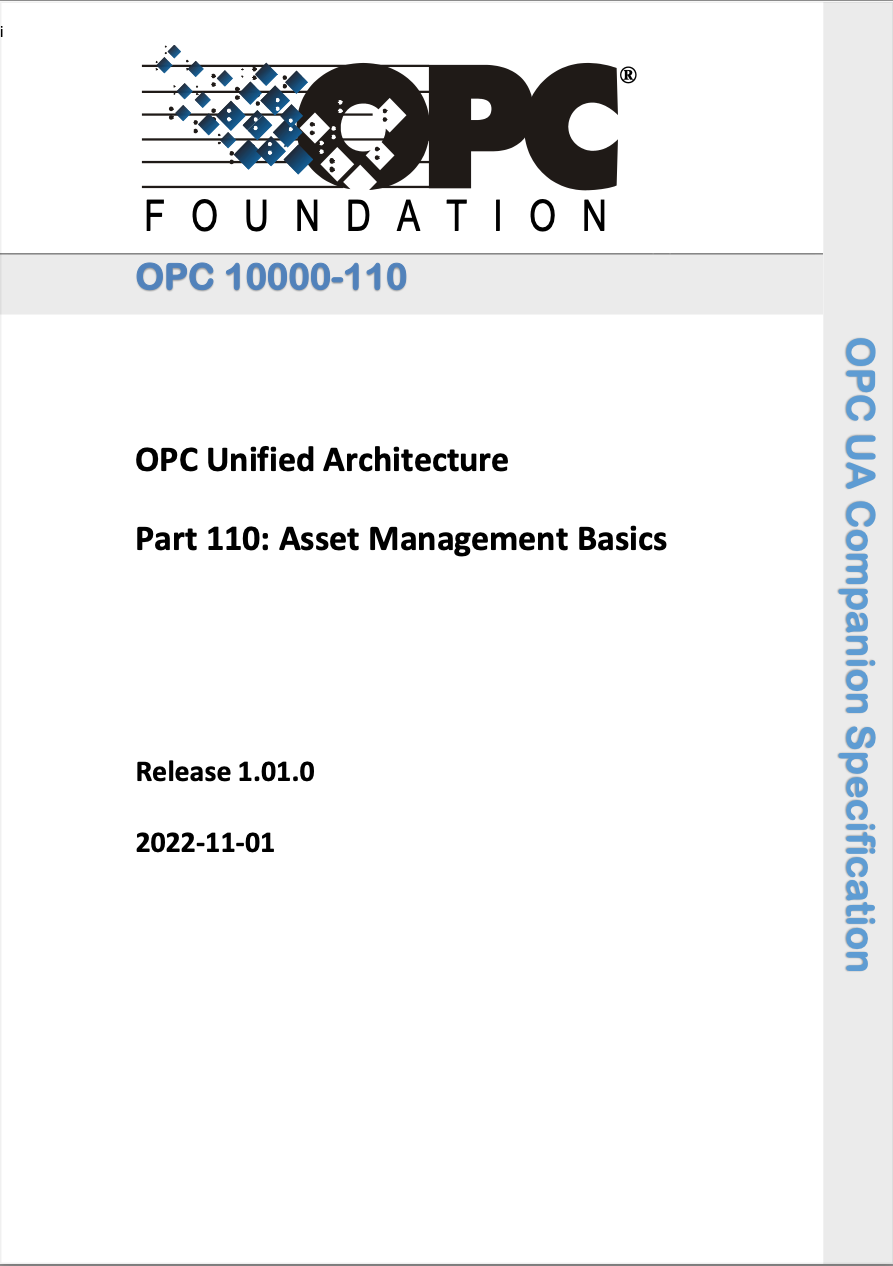 i
OPC®
FOUNDATION
OPC 10000-110
OPC Unified Architecture
Part 110: Asset Management Basics
Release 1.01.0
2022-11-01
OPC UA Companion Specification